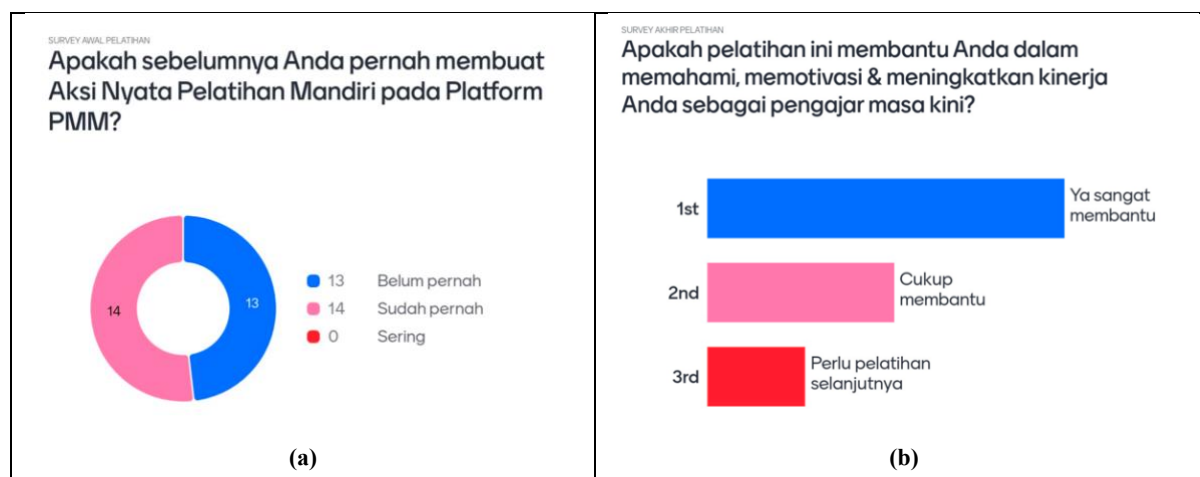 SURVEY AWAL PELATIHAN
Apakah sebelumnya Anda pernah membuat
Aksi Nyata Pelatihan Mandiri pada Platform
PMM?
14
13
13 Belum pernah
14 Sudah pernah
0 Sering
(a)
SURVEY AKHIR PELATIHAN
Apakah pelatihan ini membantu Anda dalam
memahami, memotivasi & meningkatkan kinerja
Anda sebagai pengajar masa kini?
1st
Ya sangat
membantu
2nd
Cukup
membantu
3rd
Perlu pelatihan
selanjutnya
(b)